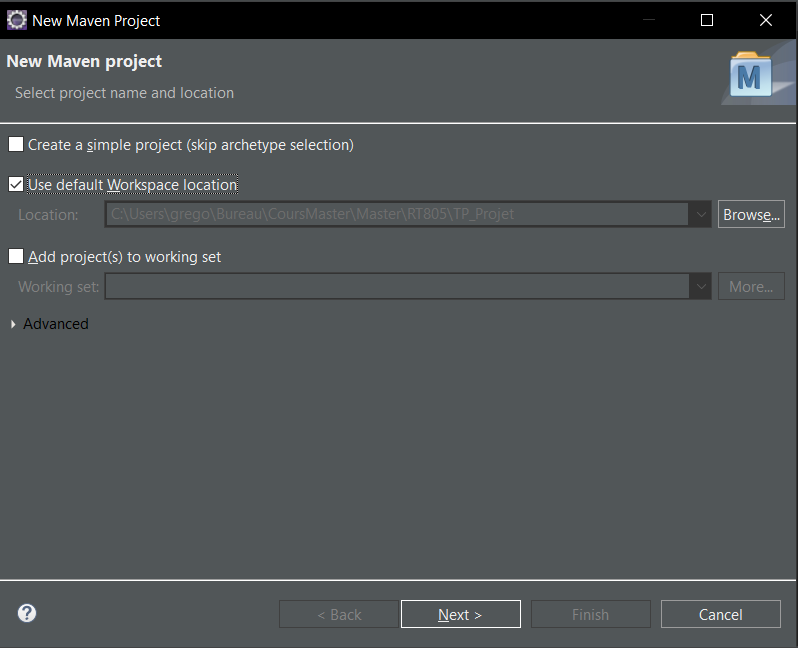 New Maven Project
New Maven project
Select project name and location
M
Create a simple project (skip archetype selection)
Use default Workspace location
Location: C:\Users\grego\Bureau\CoursMaster\Master\RT805\TP_Projet Browse...
Add project(s) to working set
Working set: More...
Advanced
? < Back Next > Finish Cancel